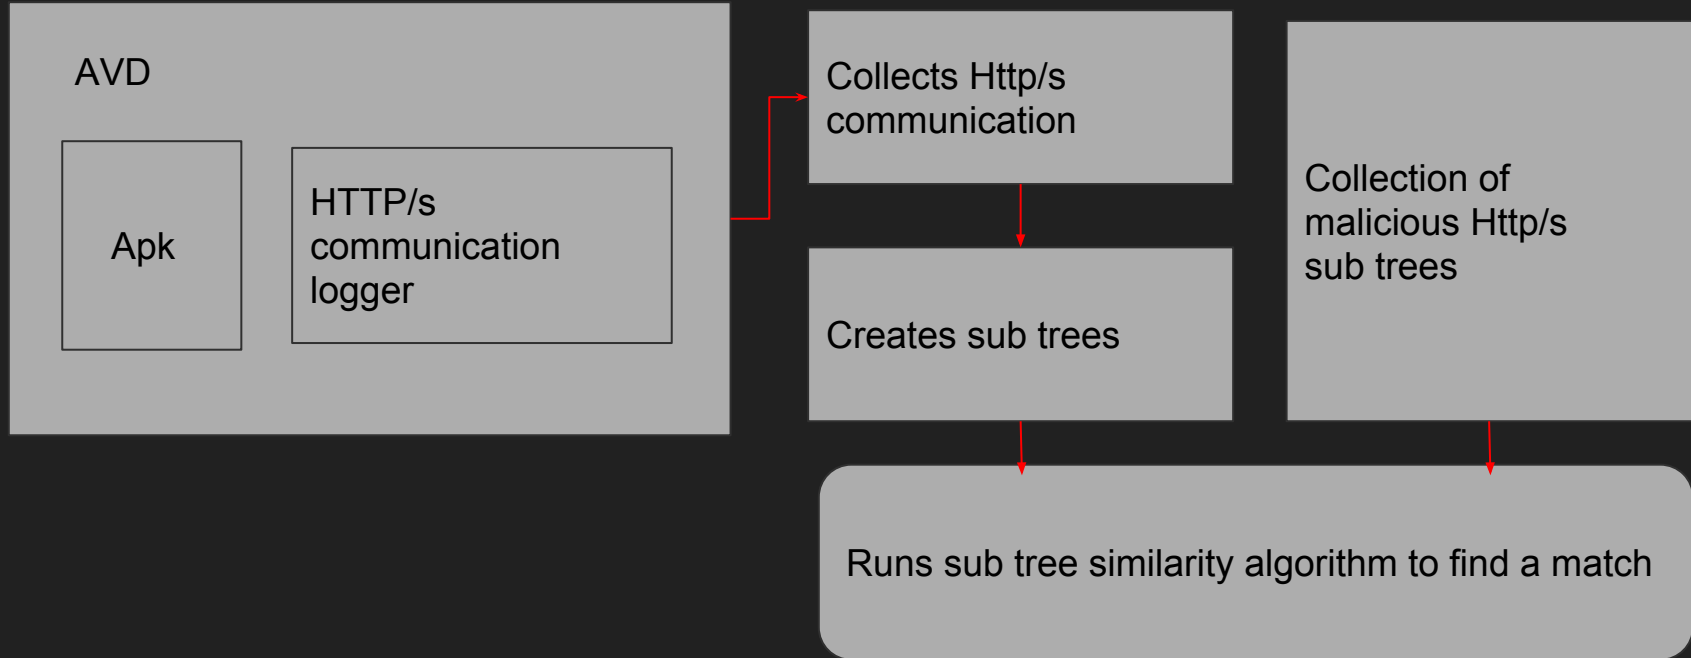 AVD
Apk
HTTP/s
communication
logger
Collects Http/s
communication
Creates sub trees
Collection of
malicious Http/s
sub trees
Runs sub tree similarity algorithm to find a match